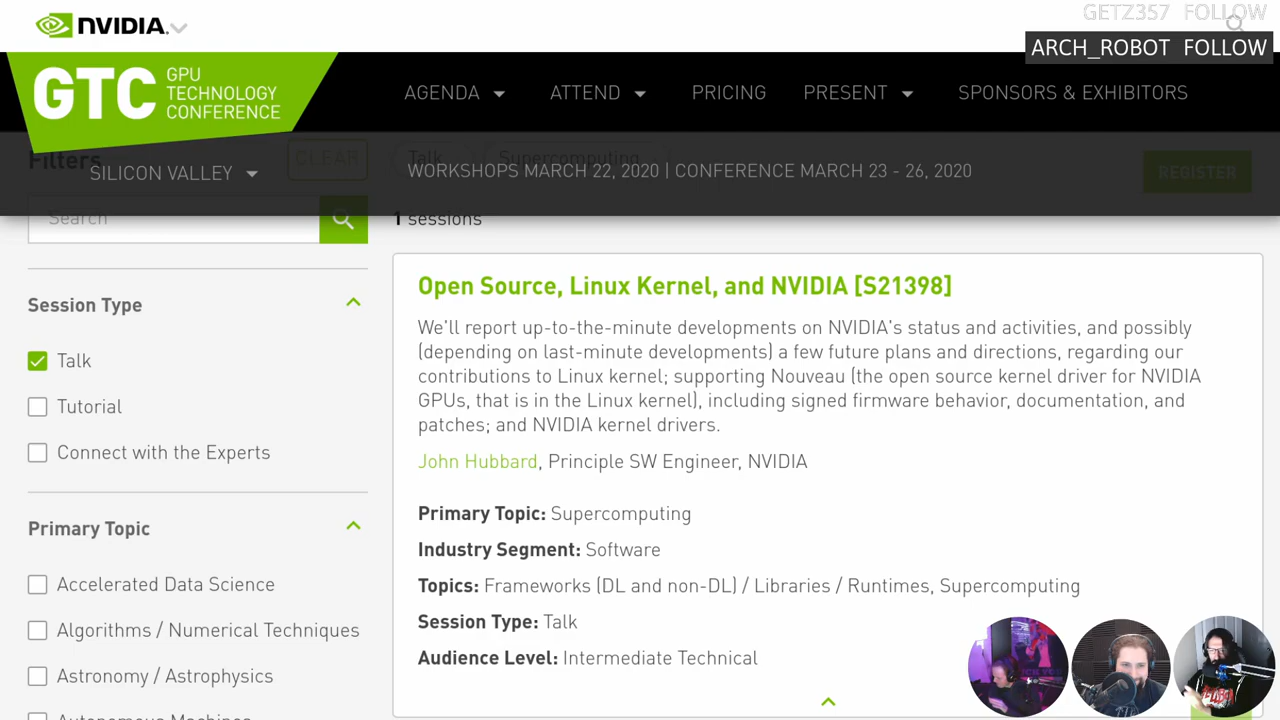 GETZ357 FOLLOW
ARCH_ROBOT FOLLOW
NVIDIA.
GTC GPU TECHNOLOGY CONFERENCE
AGENDA
ATTEND
PRICING
PRESENT
SPONSORS & EXHIBITORS
Filters
CLEAR
Talk
Supercomputing
SILICON VALLEY
WORKSHOPS MARCH 22, 2020 | CONFERENCE MARCH 23 - 26, 2020
REGISTER
Search
1 sessions
Session Type
Talk
Tutorial
Connect with the Experts
Primary Topic
Accelerated Data Science
Algorithms / Numerical Techniques
Astronomy / Astrophysics
Open Source, Linux Kernel, and NVIDIA [S21398]
We'll report up-to-the-minute developments on NVIDIA's status and activities, and possibly
(depending on last-minute developments) a few future plans and directions, regarding our
contributions to Linux kernel; supporting Nouveau (the open source kernel driver for NVIDIA
GPUs, that is in the Linux kernel), including signed firmware behavior, documentation, and
patches; and NVIDIA kernel drivers.
John Hubbard, Principle SW Engineer, NVIDIA
Primary Topic: Supercomputing
Industry Segment: Software
Topics: Frameworks (DL and non-DL) / Libraries / Runtimes, Supercomputing
Session Type: Talk
Audience Level: Intermediate Technical